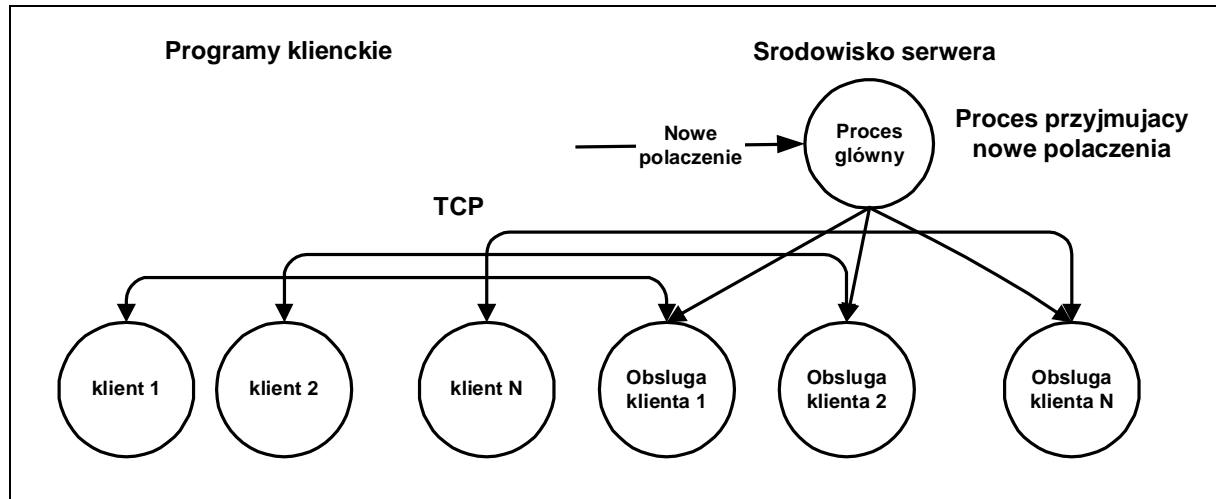 Programy klienckie
Srodowisko serwera
Nowe
polaczenie
Proces
glówny
Proces przyjmujacy
nowe polaczenia
TCP
klient 1
klient 2
klient N
Obsluga
klienta 1
Obsluga
klienta 2
Obsluga
klienta N